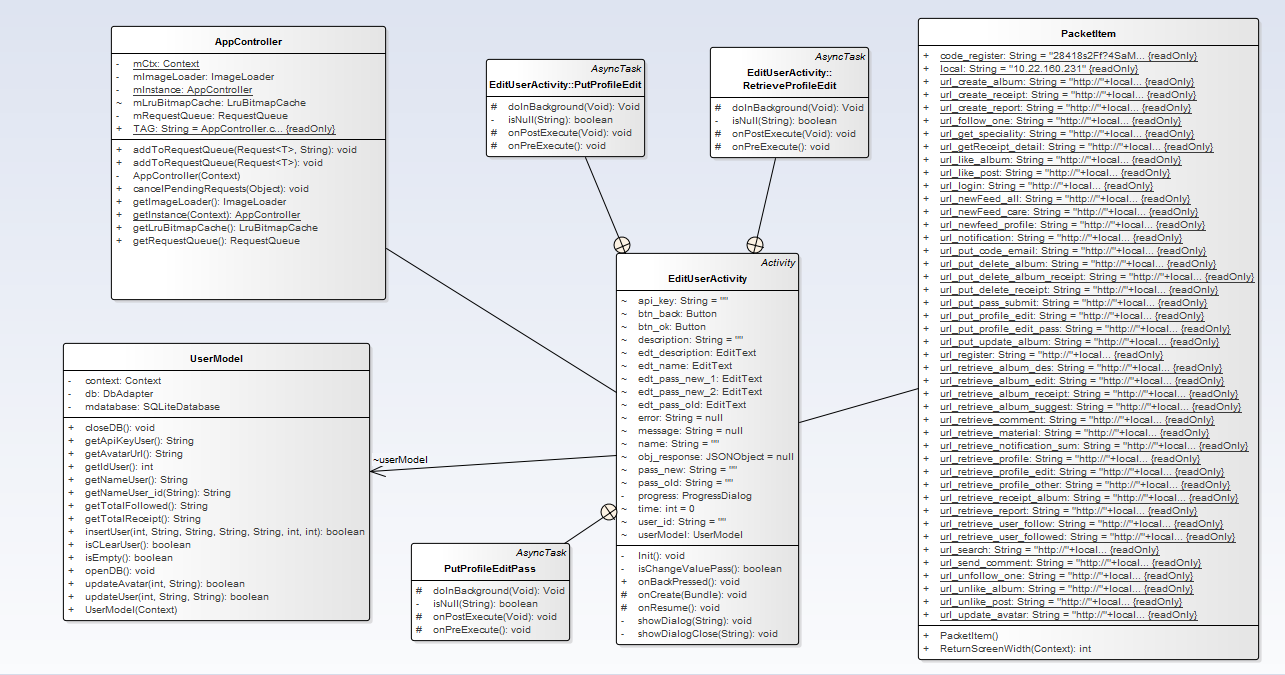 AppController
- mCtx: Context
- mImageLoader: ImageLoader
- mInstance: AppController
~ mLruBitmapCache: LruBitmapCache
- mRequestQueue: RequestQueue
+ TAG: String = AppController.c... {readOnly}
+ addToRequestQueue(Request<T>, String): void
+ addToRequestQueue(Request<T>): void
- AppController(Context)
+ cancelPendingRequests(Object): void
+ getImageLoader(): ImageLoader
+ getInstance(Context): AppController
+ getLruBitmapCache(): LruBitmapCache
+ getRequestQueue(): RequestQueue
AsyncTask
EditUserActivity::PutProfileEdit
# doInBackground(Void): Void
- isNull(String): boolean
# onPostExecute(Void): void
# onPreExecute(): void
AsyncTask
EditUserActivity::
RetrieveProfileEdit
# doInBackground(Void): Void
- isNull(String): boolean
# onPostExecute(Void): void
# onPreExecute(): void
PacketItem
+ code_register: String = "28418s2Ff?4SaM... {readOnly}
+ local: String = "10.22.160.231" {readOnly}
+ url_create_album: String = "http://"+local... {readOnly}
+ url_create_receipt: String = "http://"+local... {readOnly}
+ url_create_report: String = "http://"+local... {readOnly}
+ url_follow_one: String = "http://"+local... {readOnly}
+ url_get_speciality: String = "http://"+local... {readOnly}
+ url_getReceipt_detail: String = "http://"+local... {readOnly}
+ url_like_album: String = "http://"+local... {readOnly}
+ url_like_post: String = "http://"+local... {readOnly}
+ url_login: String = "http://"+local... {readOnly}
+ url_newFeed_all: String = "http://"+local... {readOnly}
+ url_newFeed_care: String = "http://"+local... {readOnly}
+ url_newfeed_profile: String = "http://"+local... {readOnly}
+ url_notification: String = "http://"+local... {readOnly}
+ url_put_code_email: String = "http://"+local... {readOnly}
+ url_put_delete_album: String = "http://"+local... {readOnly}
+ url_put_delete_album_receipt: String = "http://"+local... {readOnly}
+ url_put_delete_receipt: String = "http://"+local... {readOnly}
+ url_put_pass_submit: String = "http://"+local... {readOnly}
+ url_put_profile_edit: String = "http://"+local... {readOnly}
+ url_put_profile_edit_pass: String = "http://"+local... {readOnly}
+ url_put_update_album: String = "http://"+local... {readOnly}
+ url_register: String = "http://"+local... {readOnly}
+ url_retrieve_album_des: String = "http://"+local... {readOnly}
+ url_retrieve_album_edit: String = "http://"+local... {readOnly}
+ url_retrieve_album_receipt: String = "http://"+local... {readOnly}
+ url_retrieve_album_suggest: String = "http://"+local... {readOnly}
+ url_retrieve_comment: String = "http://"+local... {readOnly}
+ url_retrieve_material: String = "http://"+local... {readOnly}
+ url_retrieve_notification_sum: String = "http://"+local... {readOnly}
+ url_retrieve_profile: String = "http://"+local... {readOnly}
+ url_retrieve_profile_edit: String = "http://"+local... {readOnly}
+ url_retrieve_profile_other: String = "http://"+local... {readOnly}
+ url_retrieve_receipt_album: String = "http://"+local... {readOnly}
+ url_retrieve_report: String = "http://"+local... {readOnly}
+ url_retrieve_user_follow: String = "http://"+local... {readOnly}
+ url_retrieve_user_followed: String = "http://"+local... {readOnly}
+ url_search: String = "http://"+local... {readOnly}
+ url_send_comment: String = "http://"+local... {readOnly}
+ url_unfollow_one: String = "http://"+local... {readOnly}
+ url_unlike_album: String = "http://"+local... {readOnly}
+ url_unlike_post: String = "http://"+local... {readOnly}
+ url_update_avatar: String = "http://"+local... {readOnly}
+ PacketItem()
+ ReturnScreenWidth(Context): int
Activity
EditUserActivity
~ api_key: String = ""
~ btn_back: Button
~ btn_ok: Button
~ description: String = ""
~ edt_description: EditText
~ edt_name: EditText
~ edt_pass_new_1: EditText
~ edt_pass_new_2: EditText
~ edt_pass_old: EditText
~ error: String = null
~ message: String = null
~ name: String = ""
~ obj_response: JSONObject = null
~ pass_new: String = ""
~ pass_old: String = ""
- progress: ProgressDialog
~ time: int = 0
~ user_id: String = ""
~ userModel: UserModel
- Init(): void
- isChangeValuePass(): boolean
+ onBackPressed(): void
# onCreate(Bundle): void
# onResume(): void
- showDialog(String): void
- showDialogClose(String): void
UserModel
- context: Context
- db: DbAdapter
- mdatabase: SQLiteDatabase
+ closeDB(): void
+ getApiKeyUser(): String
+ getAvatarUrl(): String
+ getIdUser(): int
+ getNameUser(): String
+ getNameUser_id(String): String
+ getTotalFollowed(): String
+ getTotalReceipt(): String
+ insertUser(int, String, String, String, String, int, int): boolean
+ isCLearUser(): boolean
+ isEmpty(): boolean
+ openDB(): void
+ updateAvatar(int, String): boolean
+ updateUser(int, String, String): boolean
+ UserModel(Context)
~userModel
AsyncTask
PutProfileEditPass
# doInBackground(Void): Void
- isNull(String): boolean
# onPostExecute(Void): void
# onPreExecute(): void